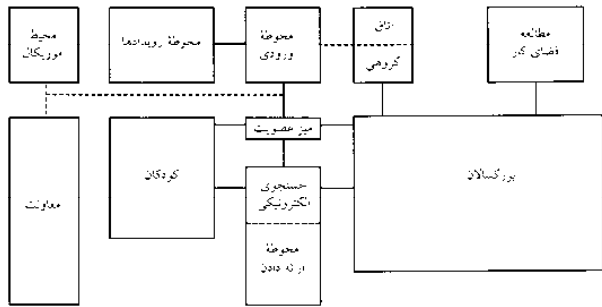 مطالعه
فضای کار
اتاق
گروهی
محوطهٔ
ورودی
محوطهٔ رویدادها
محیط
موزیکال
میز عضویت
بزرگسالان
جستجوی
الکترونیکی
محوطهٔ
ارائه دادن
کودکان
معاونت